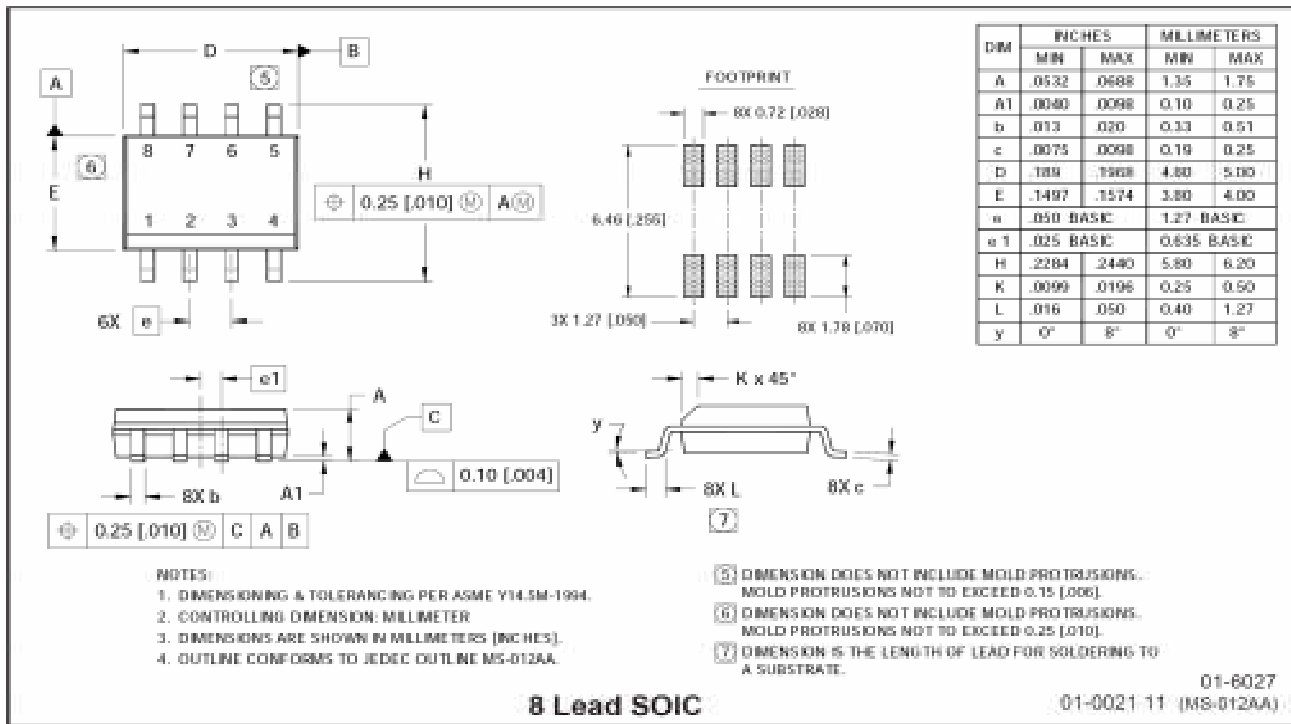 D
B
5
A
8 7 6 5
6
E
H
0.25 [.010] M A M
1 2 3 4
6X e
FOOTPRINT
8X 0.72 [.028]
6.46 [.255]
3X 1.27 [.050]
8X 1.78 [.070]
DIM INCHES MILLIMETERS
MIN MAX MIN MAX
A .0532 .0688 1.35 1.75
A1 .0040 .0098 0.10 0.25
b .013 .020 0.33 0.51
c .0075 .0098 0.19 0.25
D .189 .1968 4.80 5.00
E .1497 .1574 3.80 4.00
e .050 BASIC 1.27 BASIC
e 1 .025 BASIC 0.635 BASIC
H .2284 .2440 5.80 6.20
K .0099 .0196 0.25 0.50
L .016 .050 0.40 1.27
y 0° 8° 0° 8°
e1
A
C
0.10 [.004]
8X b
A1
0.25 [.010] M C A B
K x 45°
y
8X L
8X c
7
NOTES:
1. DIMENSIONING & TOLERANCING PER ASME Y14.5M-1994.
2. CONTROLLING DIMENSION: MILLIMETER
3. DIMENSIONS ARE SHOWN IN MILLIMETERS [INCHES].
4. OUTLINE CONFORMS TO JEDEC OUTLINE MS-012AA.
5 DIMENSION DOES NOT INCLUDE MOLD PROTRUSIONS.
MOLD PROTRUSIONS NOT TO EXCEED 0.15 [.006].
6 DIMENSION DOES NOT INCLUDE MOLD PROTRUSIONS.
MOLD PROTRUSIONS NOT TO EXCEED 0.25 [.010].
7 DIMENSION IS THE LENGTH OF LEAD FOR SOLDERING TO
A SUBSTRATE.
8 Lead SOIC
01-6027
01-0021 11 (MS-012AA)